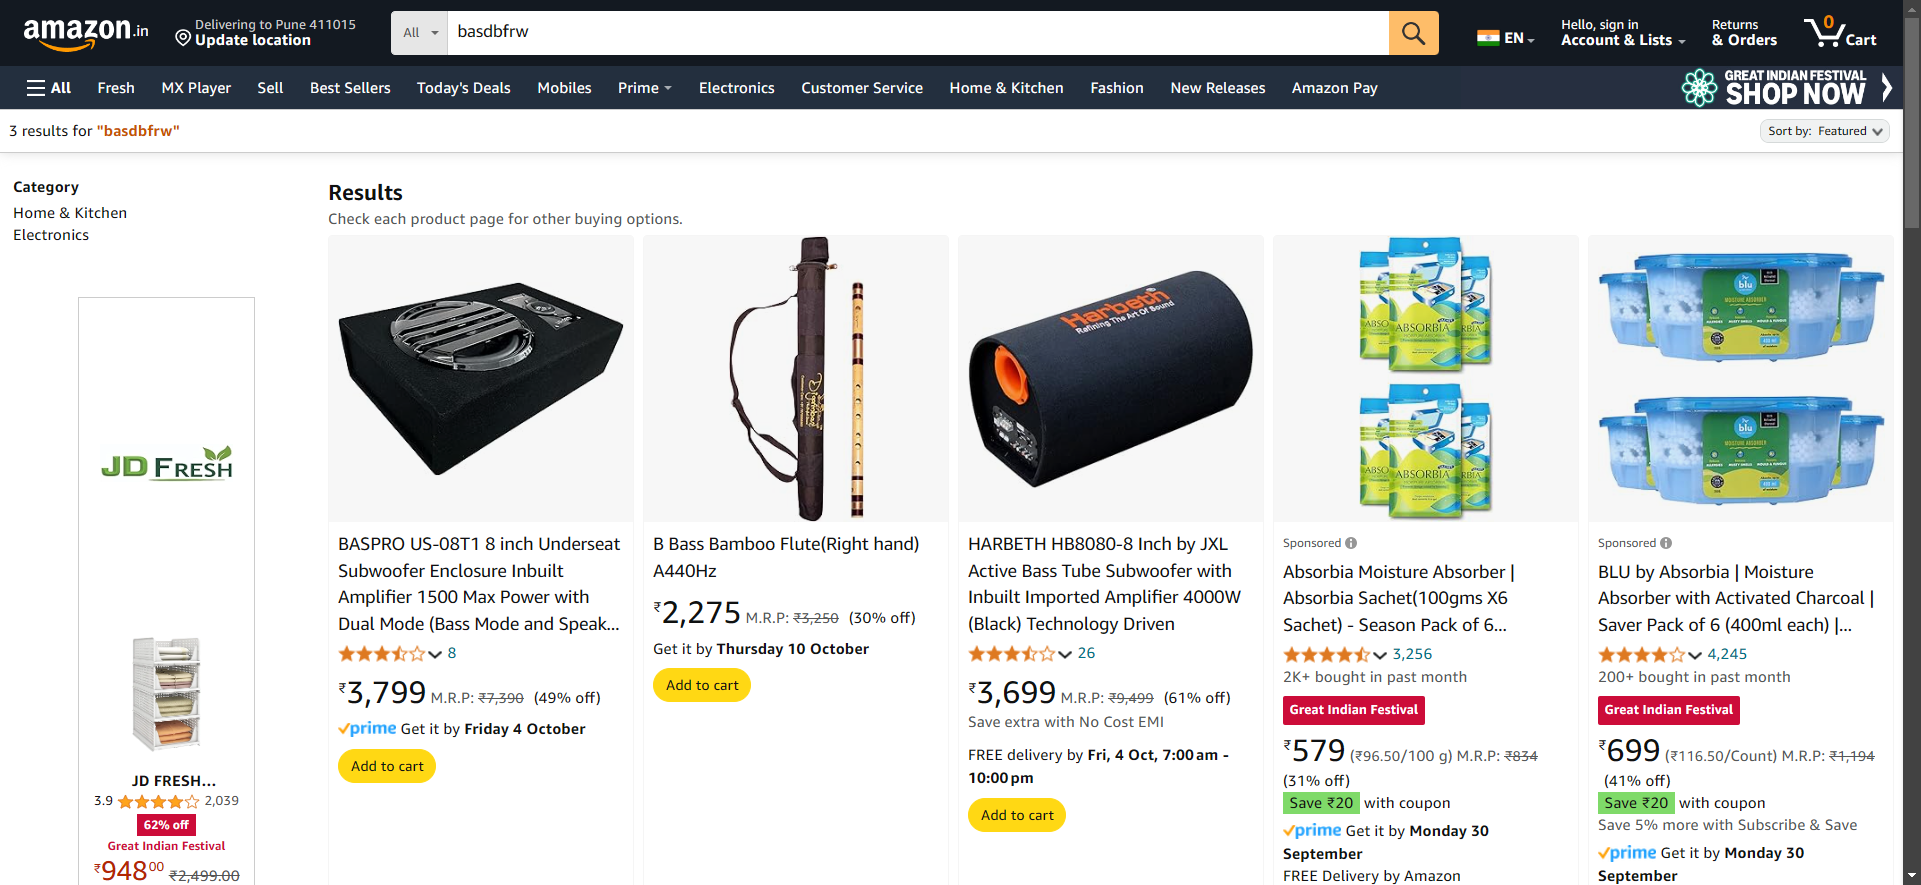 amazon.in
Delivering to Pune 411015
Update location
All
basdbfrw
EN
Hello, sign in
Account & Lists
Returns
& Orders
0
Cart
All
Fresh
MX Player
Sell
Best Sellers
Today's Deals
Mobiles
Prime
Electronics
Customer Service
Home & Kitchen
Fashion
New Releases
Amazon Pay
GREAT INDIAN FESTIVAL
SHOP NOW
3 results for "basdbfrw"
Sort by: Featured
Category
Home & Kitchen
Electronics
JD FRESH
JD FRESH...
3.9 2,039
62% off
Great Indian Festival
₹94800 ₹2,499.00
Results
Check each product page for other buying options.
BASPRO US-08T1 8 inch Underseat
Subwoofer Enclosure Inbuilt
Amplifier 1500 Max Power with
Dual Mode (Bass Mode and Speak...
8
₹3,799 M.R.P: ₹7,390 (49% off)
prime Get it by Friday 4 October
Add to cart
B Bass Bamboo Flute(Right hand)
A440Hz
₹2,275 M.R.P: ₹3,250 (30% off)
Get it by Thursday 10 October
Add to cart
Harbeth
Refining The Art Of Sound
HARBETH HB8080-8 Inch by JXL
Active Bass Tube Subwoofer with
Inbuilt Imported Amplifier 4000W
(Black) Technology Driven
26
₹3,699 M.R.P: ₹9,499 (61% off)
Save extra with No Cost EMI
FREE delivery by Fri, 4 Oct, 7:00 am -
10:00 pm
Add to cart
ABSORBIA
ABSORBIA
Sponsored
Absorbia Moisture Absorber |
Absorbia Sachet(100gms X6
Sachet) - Season Pack of 6...
3,256
2K+ bought in past month
Great Indian Festival
₹579 (₹96.50/100 g) M.R.P: ₹834
(31% off)
Save ₹20 with coupon
prime Get it by Monday 30
September
FREE Delivery by Amazon
blu
MOISTURE ABSORBER
blu
MOISTURE ABSORBER
Sponsored
BLU by Absorbia | Moisture
Absorber with Activated Charcoal |
Saver Pack of 6 (400ml each) |...
4,245
200+ bought in past month
Great Indian Festival
₹699 (₹116.50/Count) M.R.P: ₹1,194
(41% off)
Save ₹20 with coupon
Save 5% more with Subscribe & Save
prime Get it by Monday 30
September